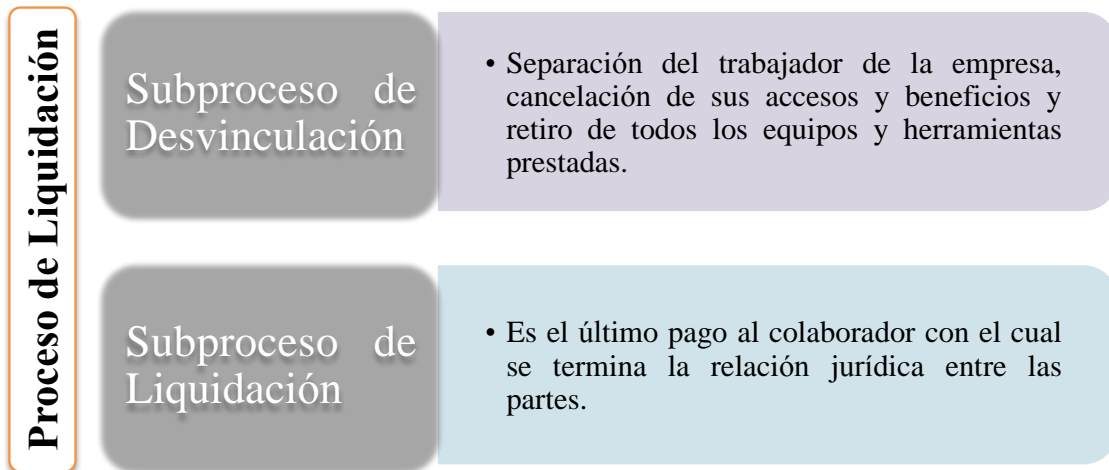 Proceso de Liquidación
Subproceso de
Desvinculación
• Separación del trabajador de la empresa,
cancelación de sus accesos y beneficios y
retiro de todos los equipos y herramientas
prestadas.
Subproceso de
Liquidación
• Es el último pago al colaborador con el cual
se termina la relación jurídica entre las
partes.